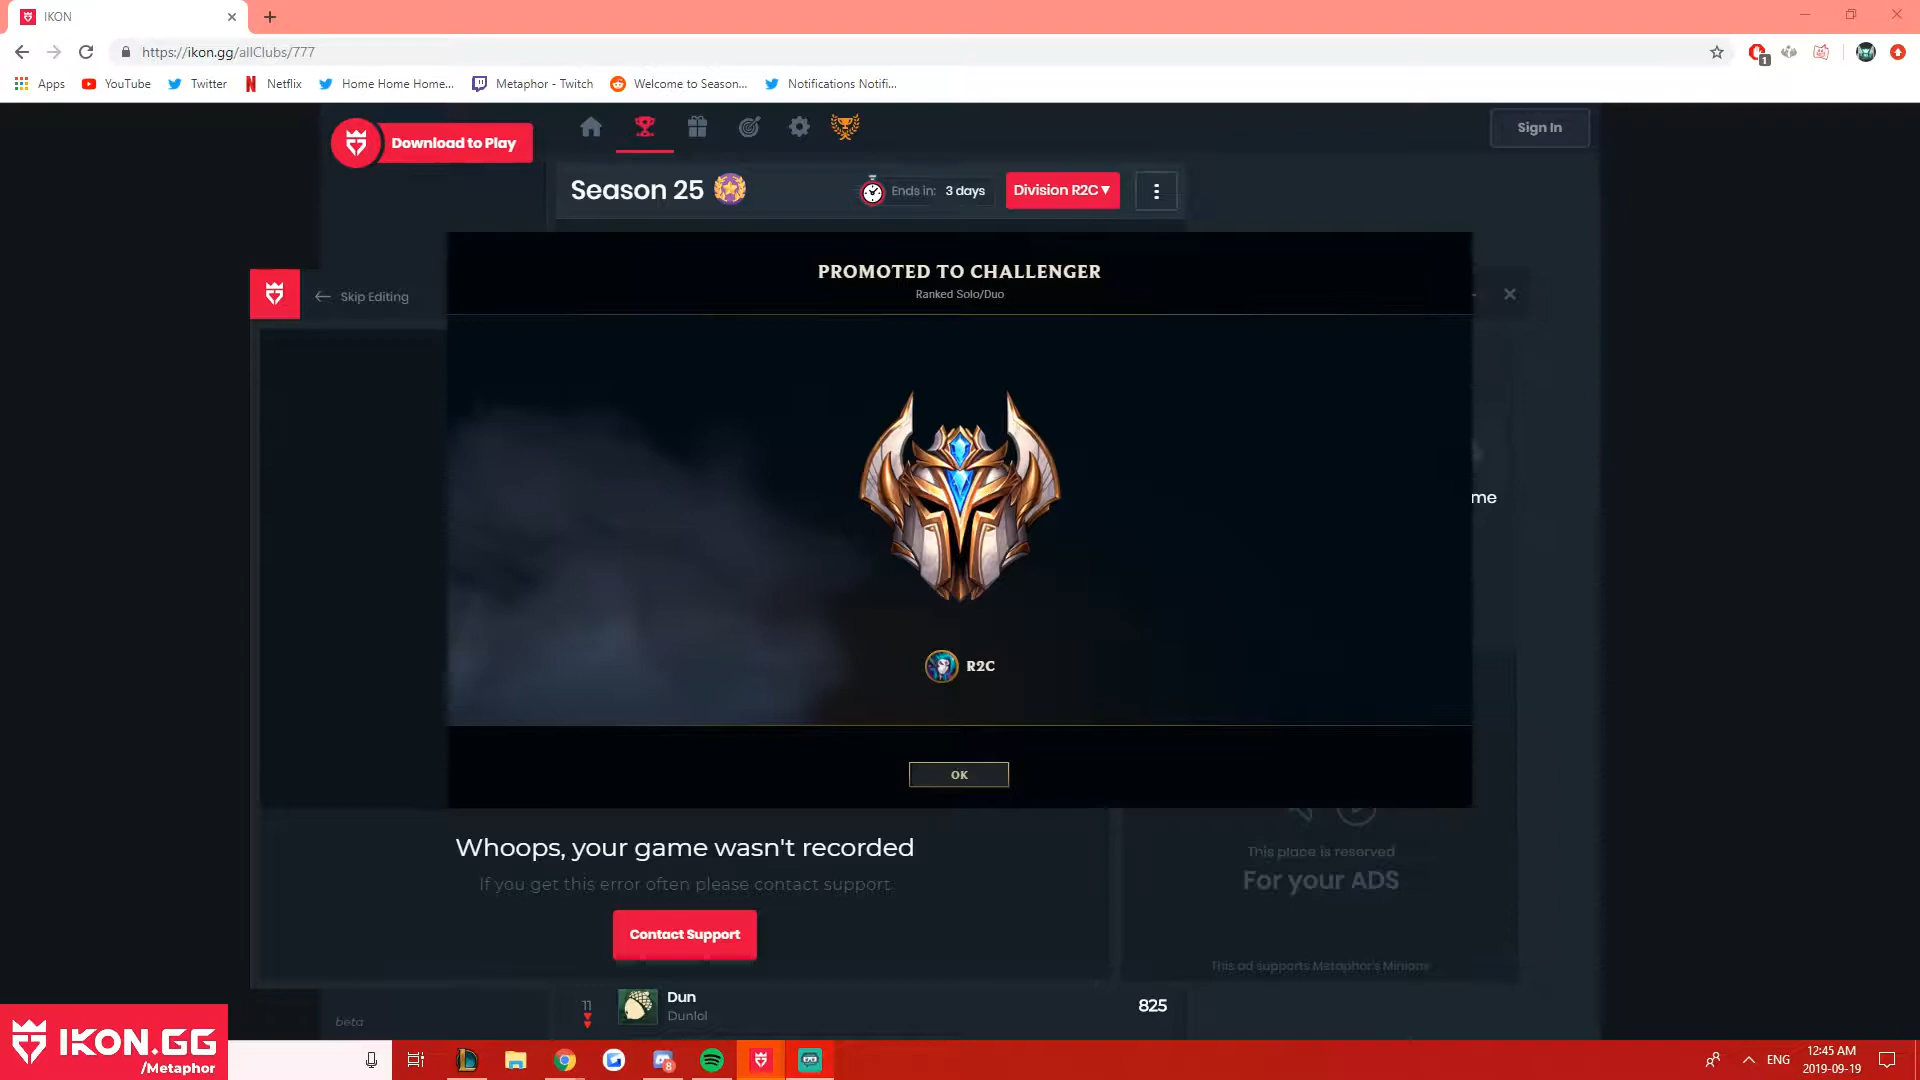 IKON
https://ikon.gg/allClubs/777
1
Apps
YouTube
Twitter
Netflix
Home Home Home...
Metaphor - Twitch
Welcome to Season...
Notifications Notifi...
Download to Play
Sign In
Season 25
Ends in: 3 days
Division R2C
PROMOTED TO CHALLENGER
Ranked Solo/Duo
Skip Editing
me
R2C
OK
Whoops, your game wasn't recorded
If you get this error often please contact support.
Contact Support
This place is reserved
For your ADS
This ad supports Metaphor's Minions
11
Dun
Dunlol
825
beta
IKON.GG
/Metaphor
8
ENG
12:45 AM
2019-09-19